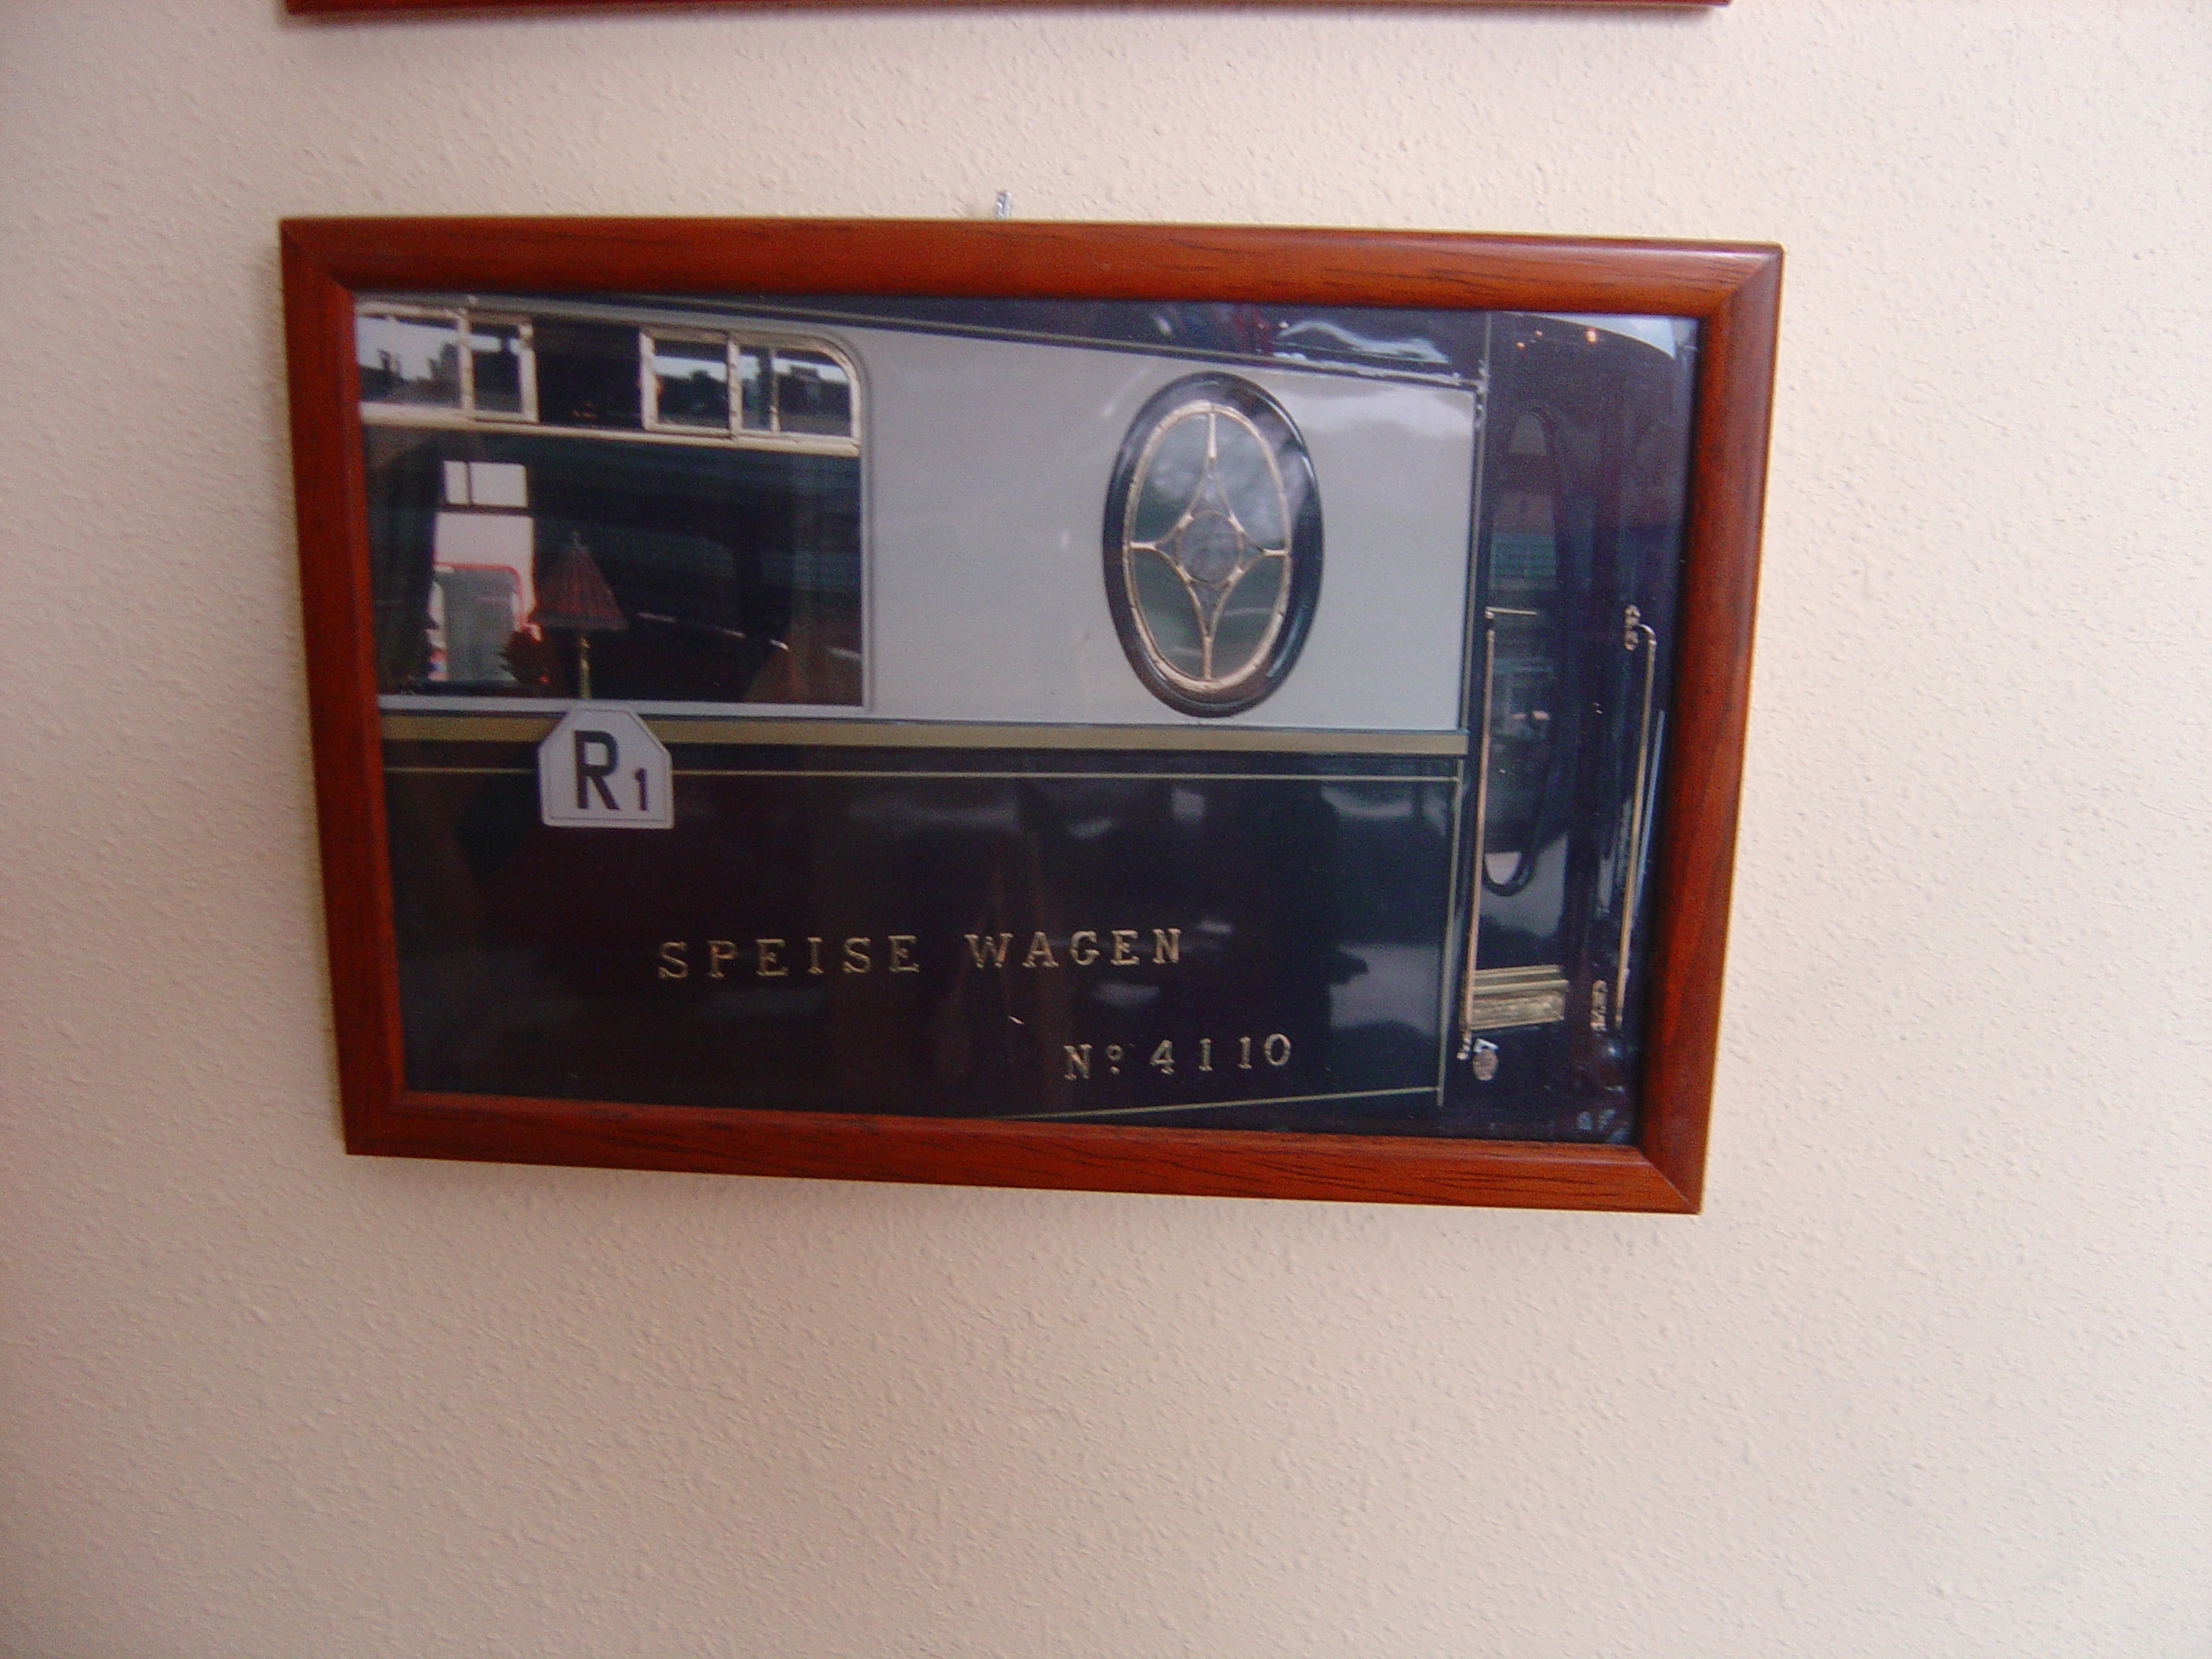 R1
SPEISE WAGEN
Nº 4110